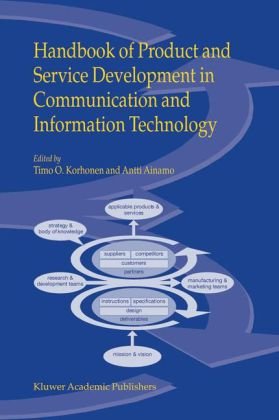 Handbook of Product and
Service Development in
Communication and
Information Technology
Edited by
Timo O. Korhonen and Antti Ainamo
applicable products &
services
strategy &
body of knowledge
suppliers
competitors
customers
partners
research &
development teams
manufacturing &
marketing teams
instructions
specifications
design
deliverables
mission & vision
Kluwer Academic Publishers